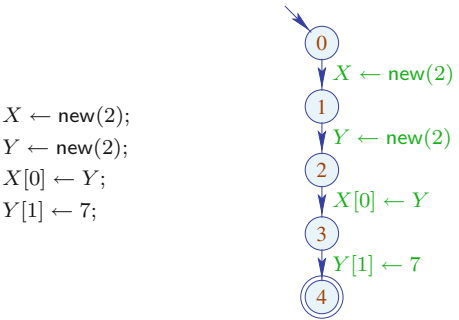 X ← new(2);
Y ← new(2);
X[0] ← Y;
Y[1] ← 7;
0
X ← new(2)
1
Y ← new(2)
2
X[0] ← Y
3
Y[1] ← 7
4